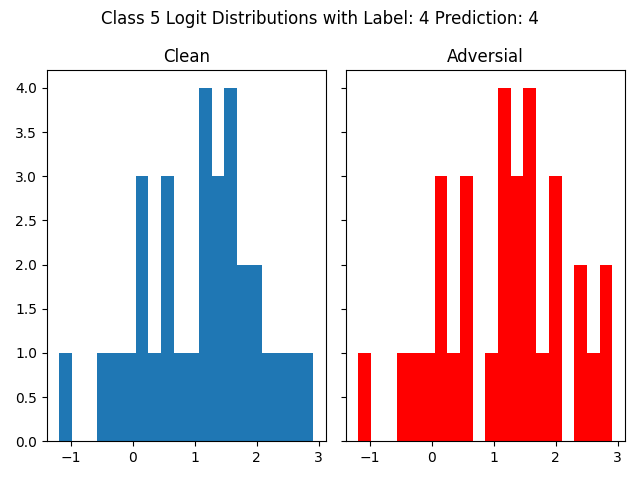 Class 5 Logit Distributions with Label: 4 Prediction: 4
Clean
Adversial
4.0
3.5
3.0
2.5
2.0
1.5
1.0
0.5
0.0
−1 0 1 2 3
−1 0 1 2 3